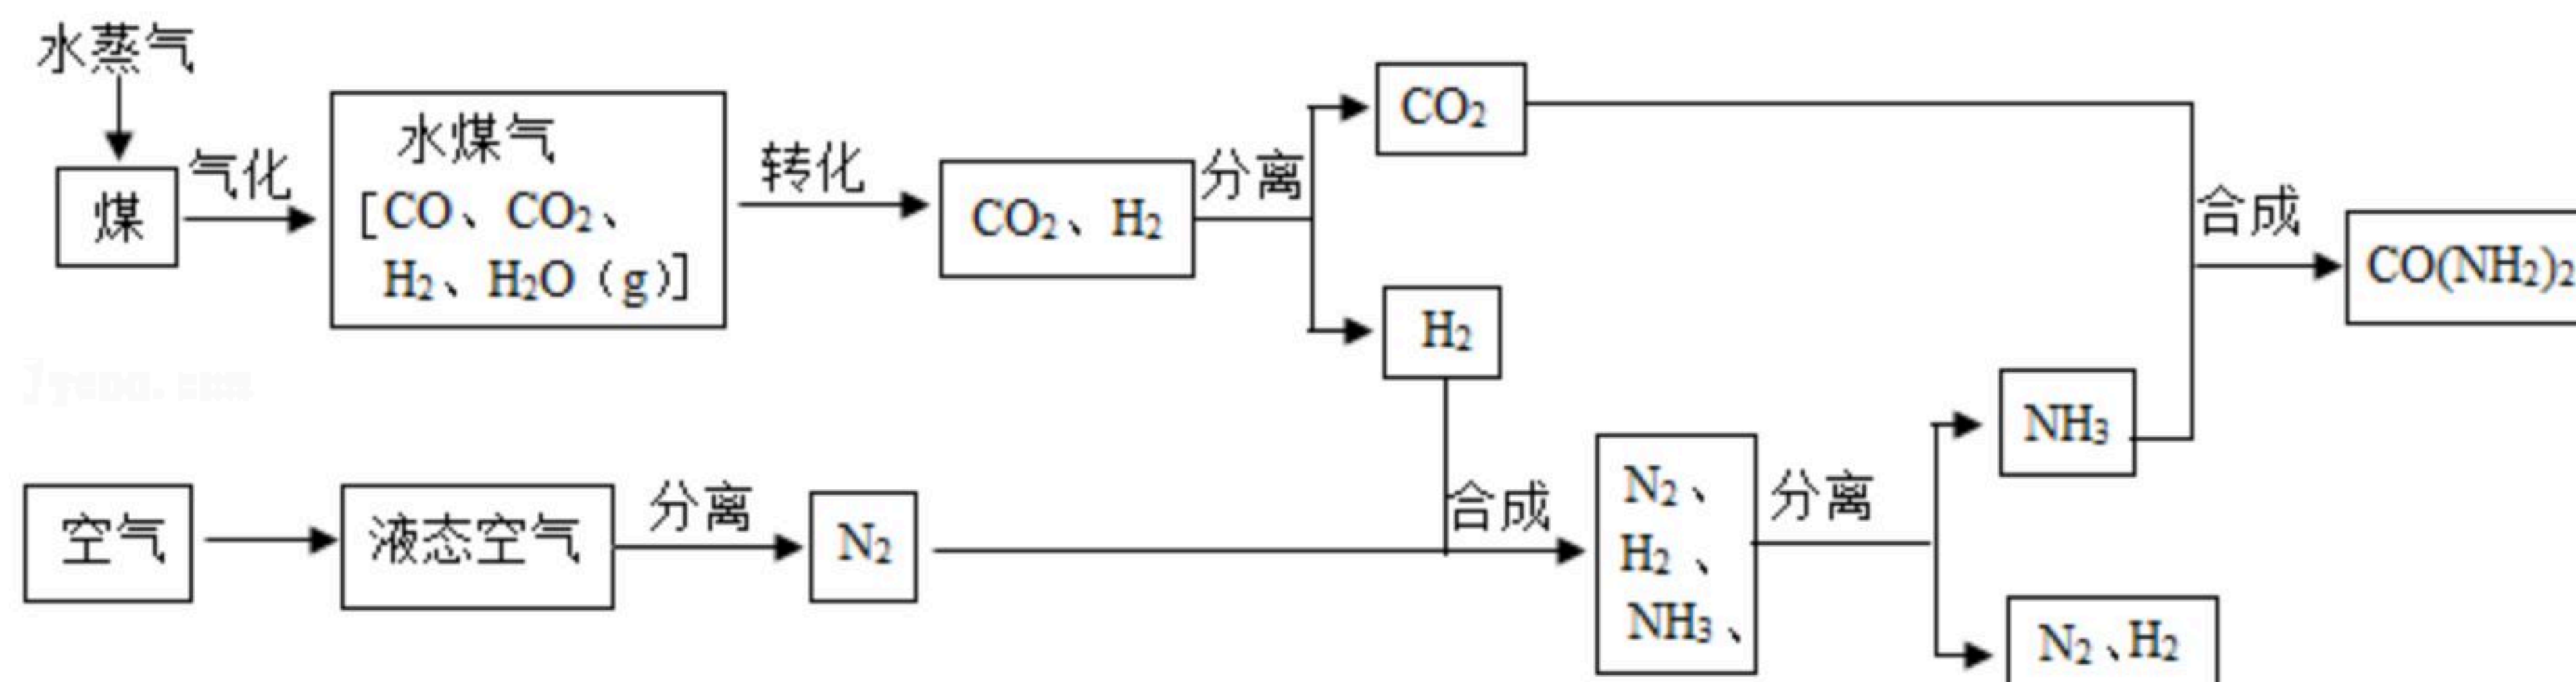 水蒸气
煤
气化
水煤气
[CO、CO₂、
H₂、H₂O（g）]
转化
CO₂、H₂
分离
CO₂
H₂
合成
CO(NH₂)₂
空气
液态空气
分离
N₂
合成
N₂、
H₂、
NH₃、
分离
NH₃
N₂、H₂